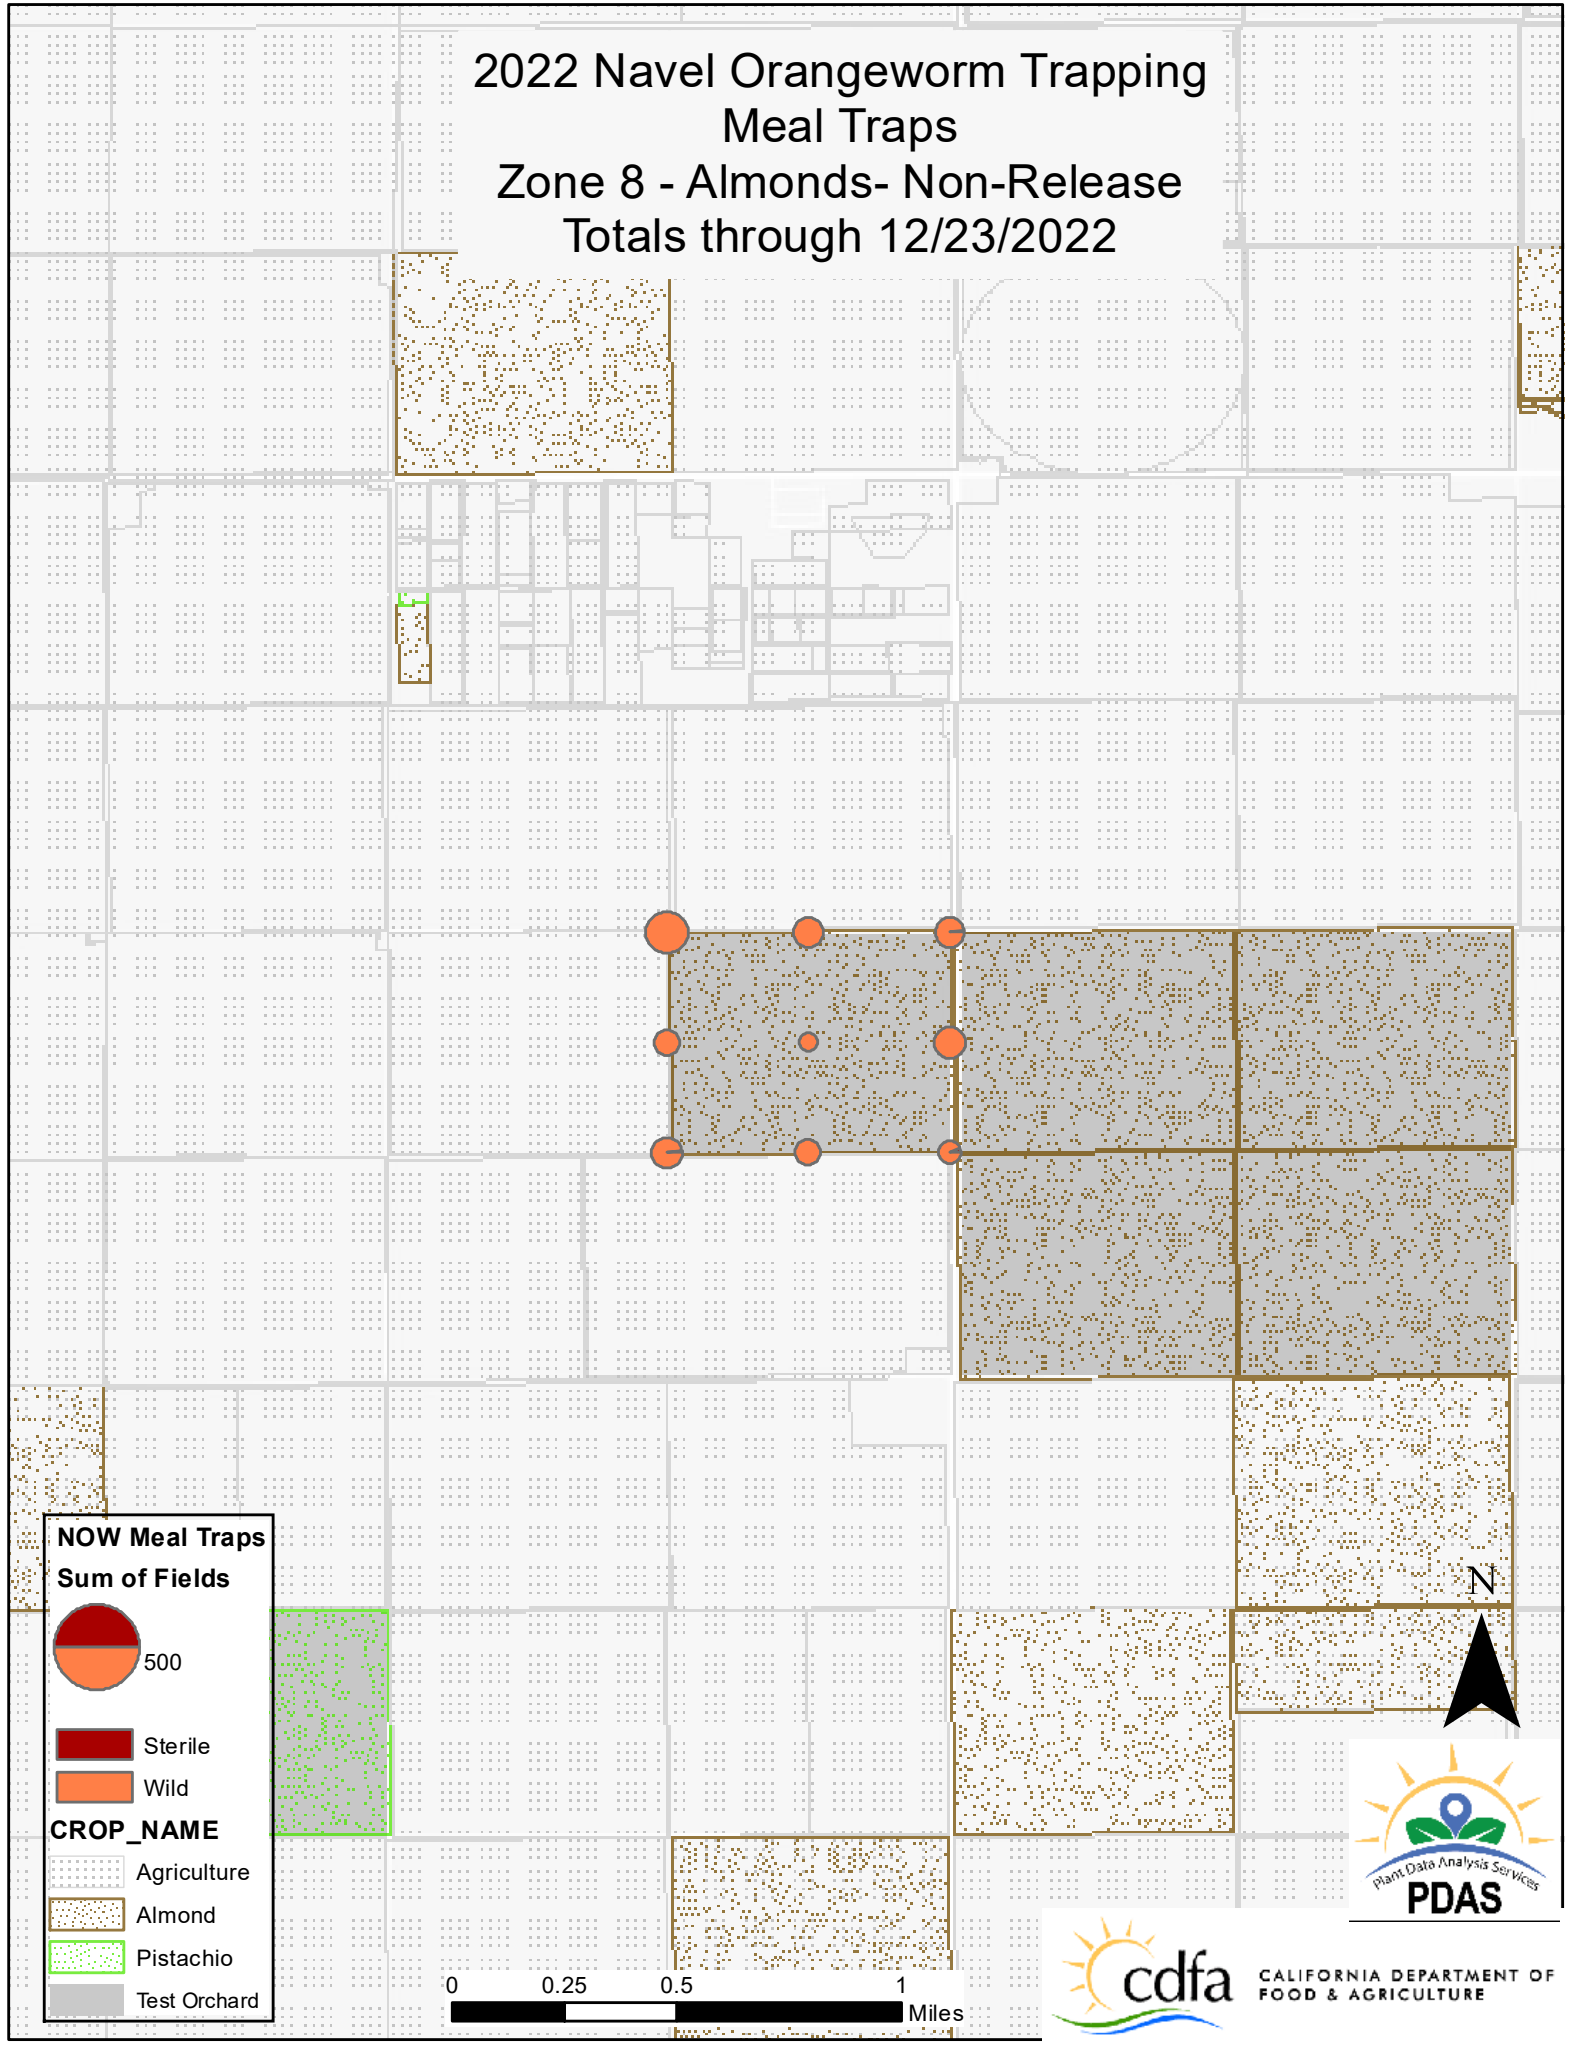 2022 Navel Orangeworm Trapping
Meal Traps
Zone 8 - Almonds- Non-Release
Totals through 12/23/2022
NOW Meal Traps
Sum of Fields
500
Sterile
Wild
CROP_NAME
Agriculture
Almond
Pistachio
Test Orchard
0 0.25 0.5 1
Miles
N
Plant Data Analysis Services
PDAS
cdfa
CALIFORNIA DEPARTMENT OF
FOOD & AGRICULTURE